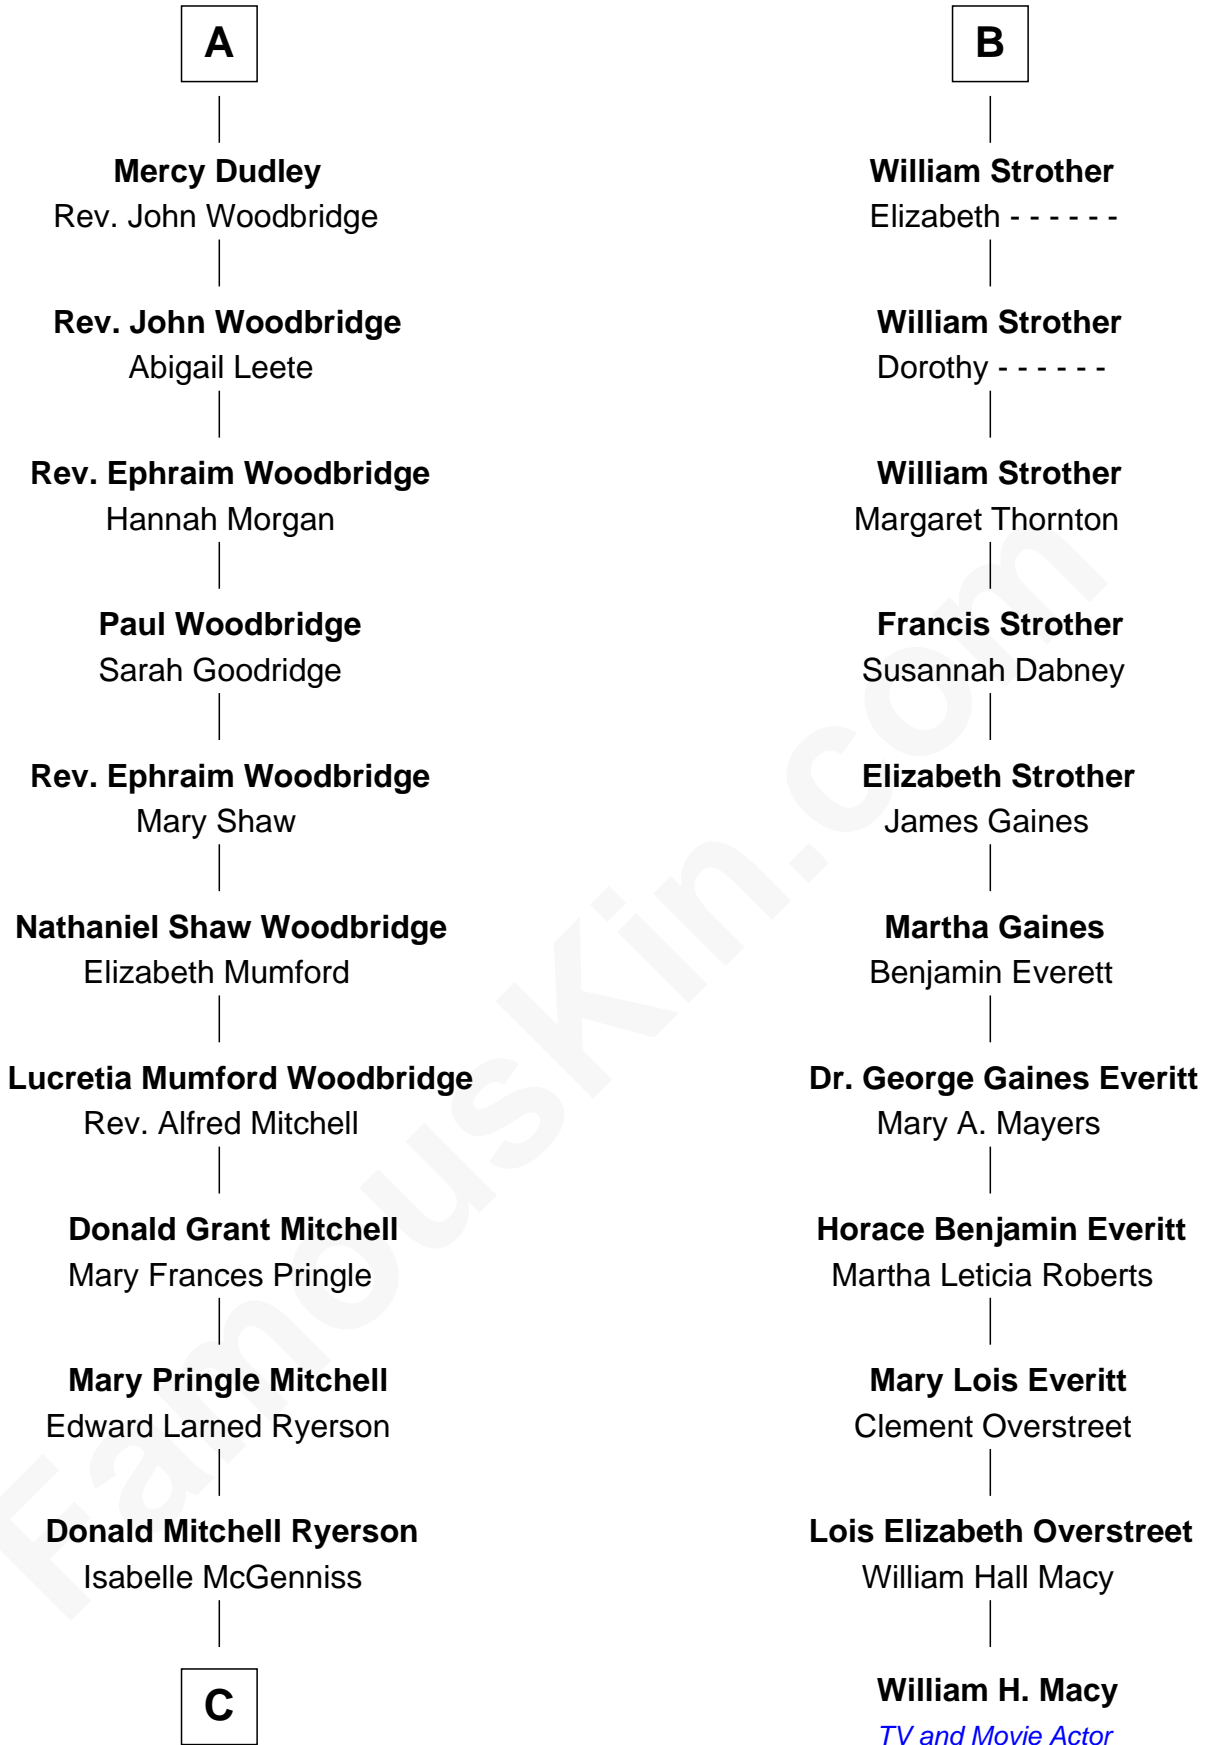 A
Mercy Dudley
Rev. John Woodbridge
Rev. John Woodbridge
Abigail Leete
Rev. Ephraim Woodbridge
Hannah Morgan
Paul Woodbridge
Sarah Goodridge
Rev. Ephraim Woodbridge
Mary Shaw
Nathaniel Shaw Woodbridge
Elizabeth Mumford
Lucretia Mumford Woodbridge
Rev. Alfred Mitchell
Donald Grant Mitchell
Mary Frances Pringle
Mary Pringle Mitchell
Edward Larned Ryerson
Donald Mitchell Ryerson
Isabelle McGenniss
C
B
William Strother
Elizabeth - - - - - -
William Strother
Dorothy - - - - - -
William Strother
Margaret Thornton
Francis Strother
Susannah Dabney
Elizabeth Strother
James Gaines
Martha Gaines
Benjamin Everett
Dr. George Gaines Everitt
Mary A. Mayers
Horace Benjamin Everitt
Martha Leticia Roberts
Mary Lois Everitt
Clement Overstreet
Lois Elizabeth Overstreet
William Hall Macy
William H. Macy
TV and Movie Actor
FamousKin.com